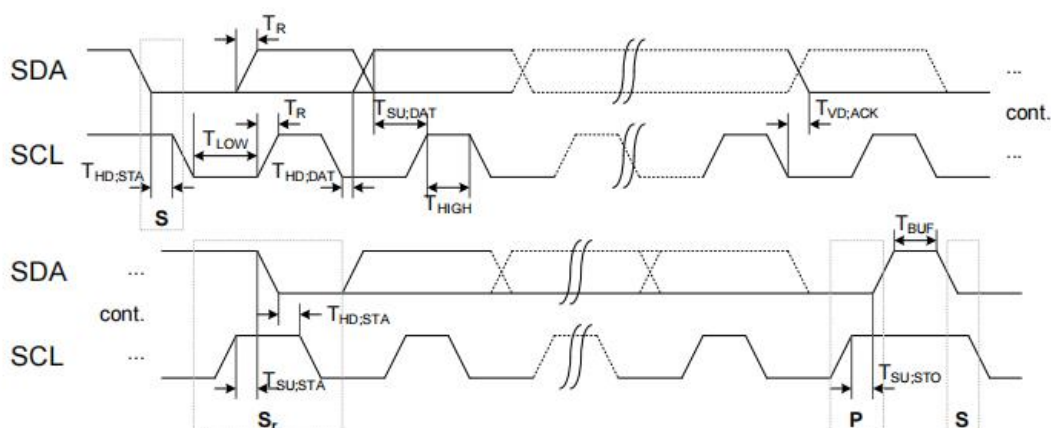 T_R
SDA ...
T_SU;DAT T_VD;ACK
T_R cont.
T_LOW
SCL ...
T_HD;STA T_HD;DAT
T_HIGH
S
T_BUF
SDA ...
cont. T_HD;STA
SCL ...
T_SU;STA T_SU;STO
S_r P S